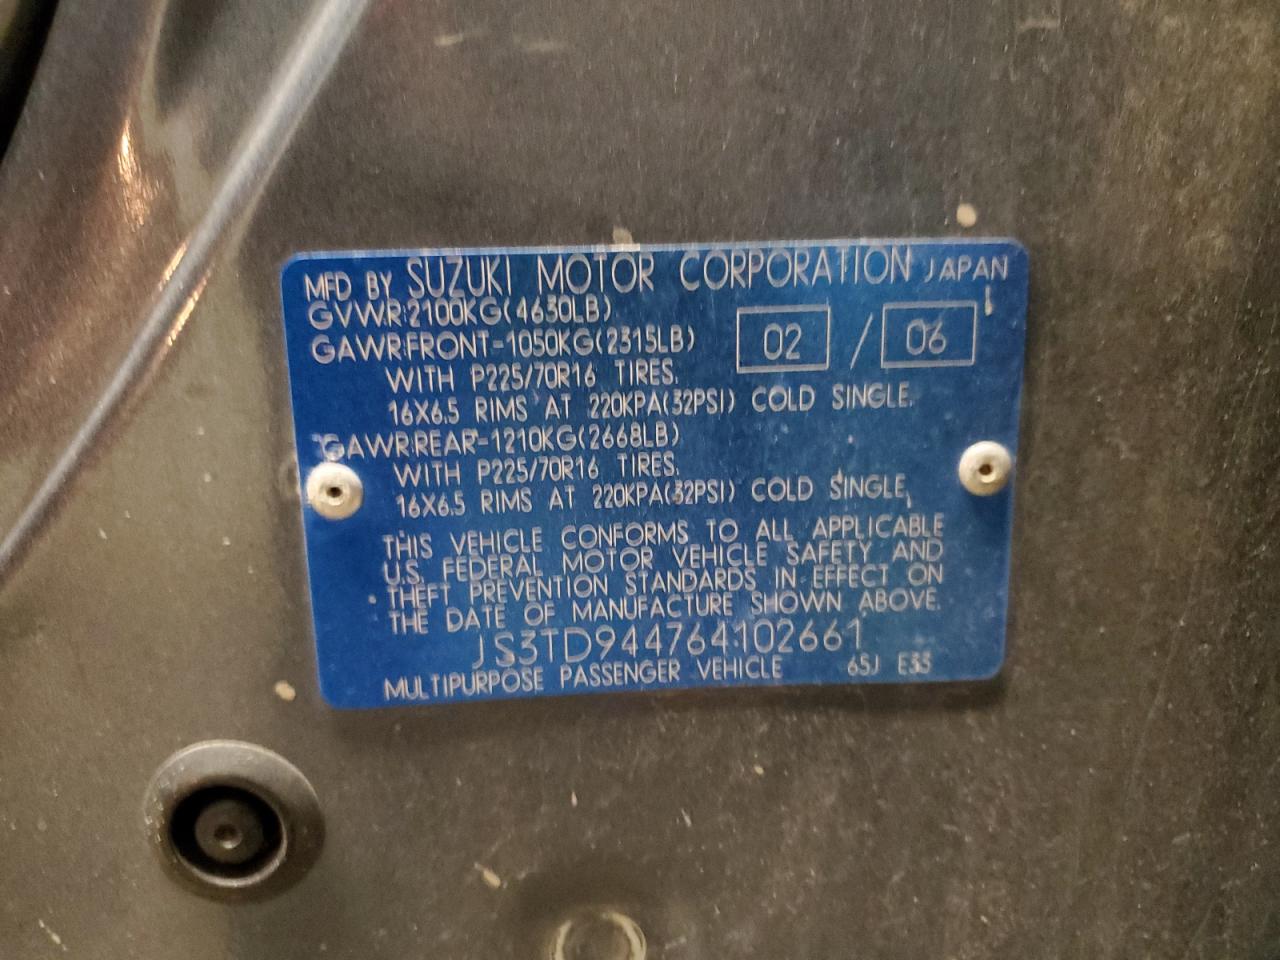 MFD BY SUZUKI MOTOR CORPORATION JAPAN
GVWR:2100KG(4630LB)
GAWR:FRONT-1050KG(2315LB) 02 / 06
WITH P225/70R16 TIRES.
16X6.5 RIMS AT 220KPA(32PSI) COLD SINGLE.
GAWR:REAR-1210KG(2668LB)
WITH P225/70R16 TIRES.
16X6.5 RIMS AT 220KPA(32PSI) COLD SINGLE.
THIS VEHICLE CONFORMS TO ALL APPLICABLE
U.S. FEDERAL MOTOR VEHICLE SAFETY AND
THEFT PREVENTION STANDARDS IN EFFECT ON
THE DATE OF MANUFACTURE SHOWN ABOVE.
JS3TD944764102661
MULTIPURPOSE PASSENGER VEHICLE 65J E33